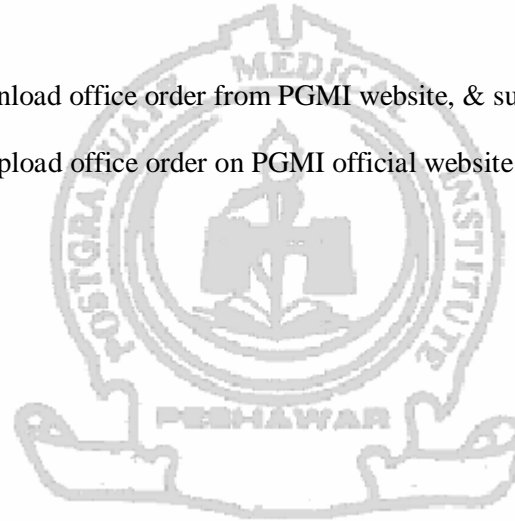 MEDICAL
nload office order from PGMI website, & su
pload office order on PGMI official website
POSTGRADUATE
INSTITUTE
PESHAWAR